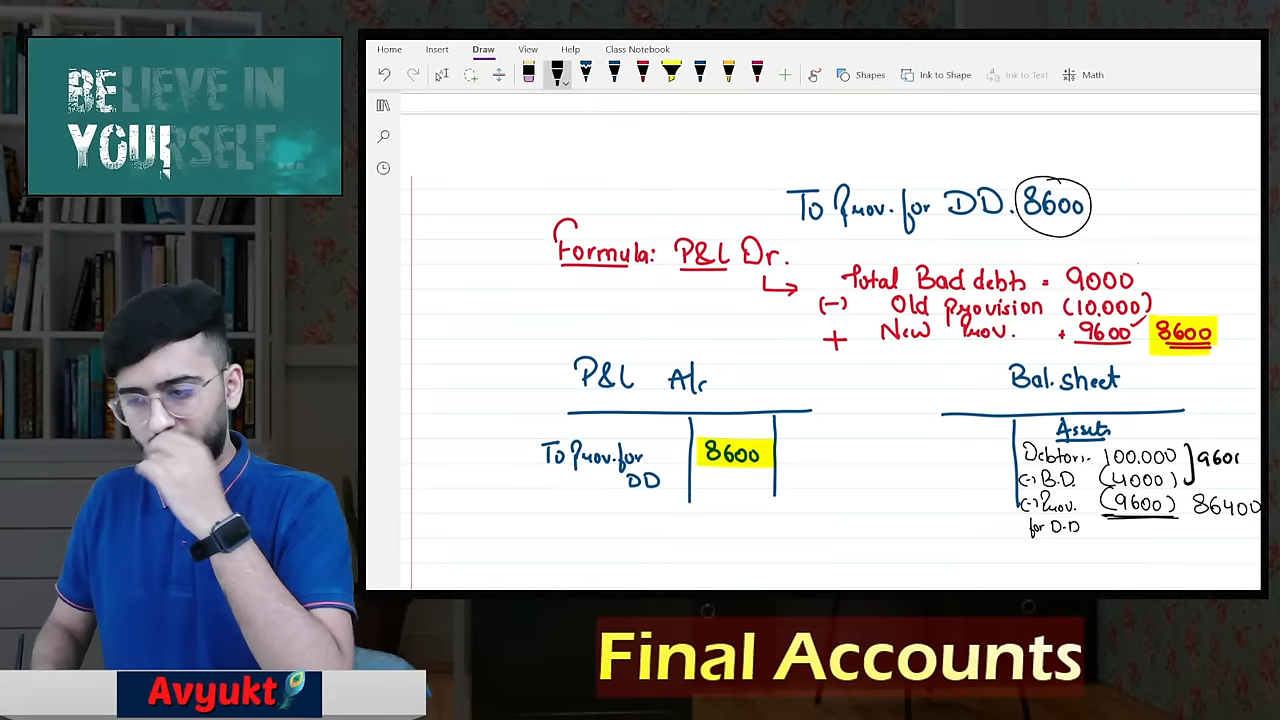 BELIEVE IN
YOURSELF...
Home Insert Draw View Help Class Notebook
Shapes Ink to Shape Ink to Text Math
To Prov. for DD. 8600
Formula: P&L Dr.
Total Bad debts = 9000
(-) Old provision (10,000)
+ New Prov. + 9600 8600
P&L A/c
To Prov. for DD 8600
Bal. sheet
Assets
Debtors 100,000
(-) B.D. (4000) 9600
(-) Prov. (9600) 86400
for D.D
Final Accounts
Avyukt